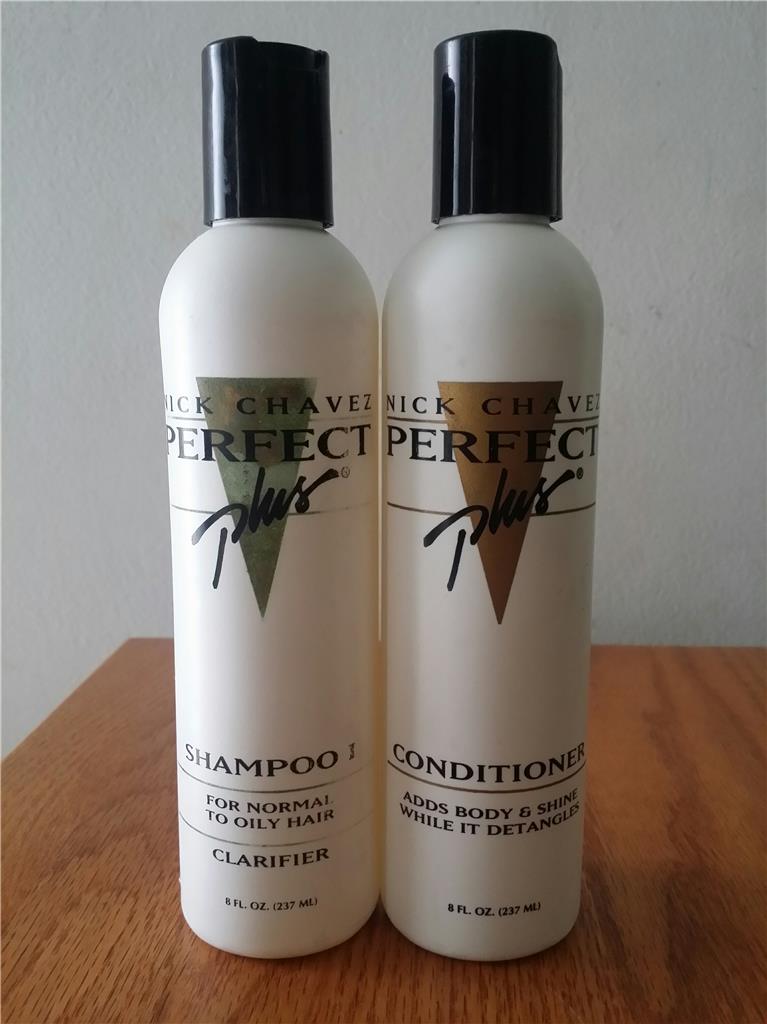 NICK CHAVEZ
PERFECT
plus®
SHAMPOO
FOR NORMAL
TO OILY HAIR
CLARIFIER
8 FL. OZ. (237 ML)
NICK CHAVEZ
PERFECT
plus®
CONDITIONER
ADDS BODY & SHINE
WHILE IT DETANGLES
8 FL. OZ. (237 ML)